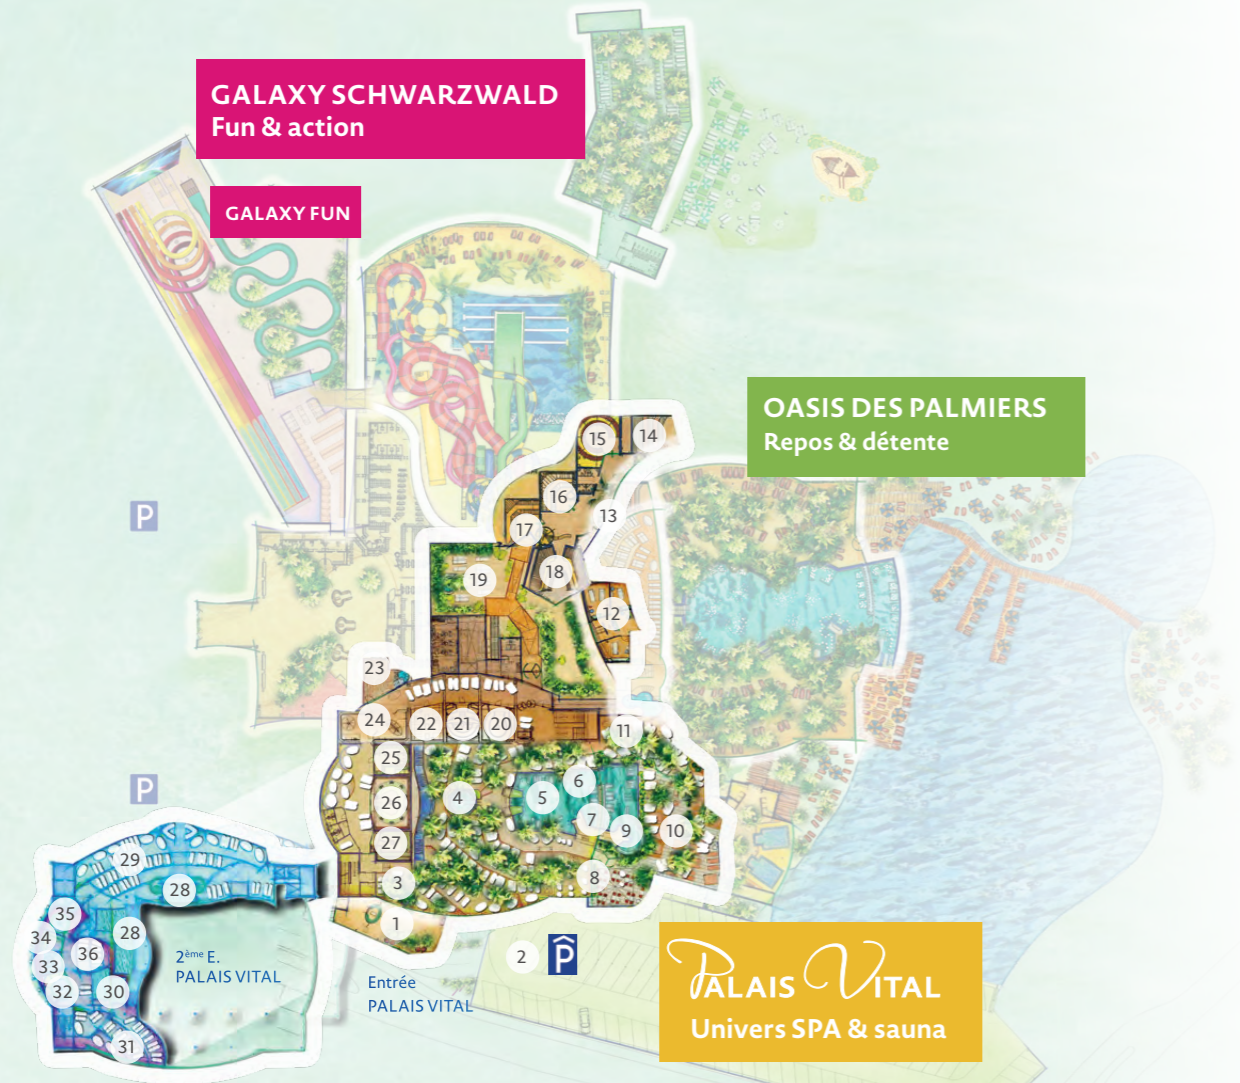 GALAXY SCHWARZWALD
Fun & action
GALAXY FUN
OASIS DES PALMIERS
Repos & détente
15
14
16
13
17
18
19
12
23
24
22
21
20
11
25
6
4
5
26
7
9
10
27
3
8
1
2
P
P
P
29
28
35
28
34
36
33
32
30
31
2ème E.
PALAIS VITAL
Entrée
PALAIS VITAL
PALAIS VITAL
Univers SPA & sauna